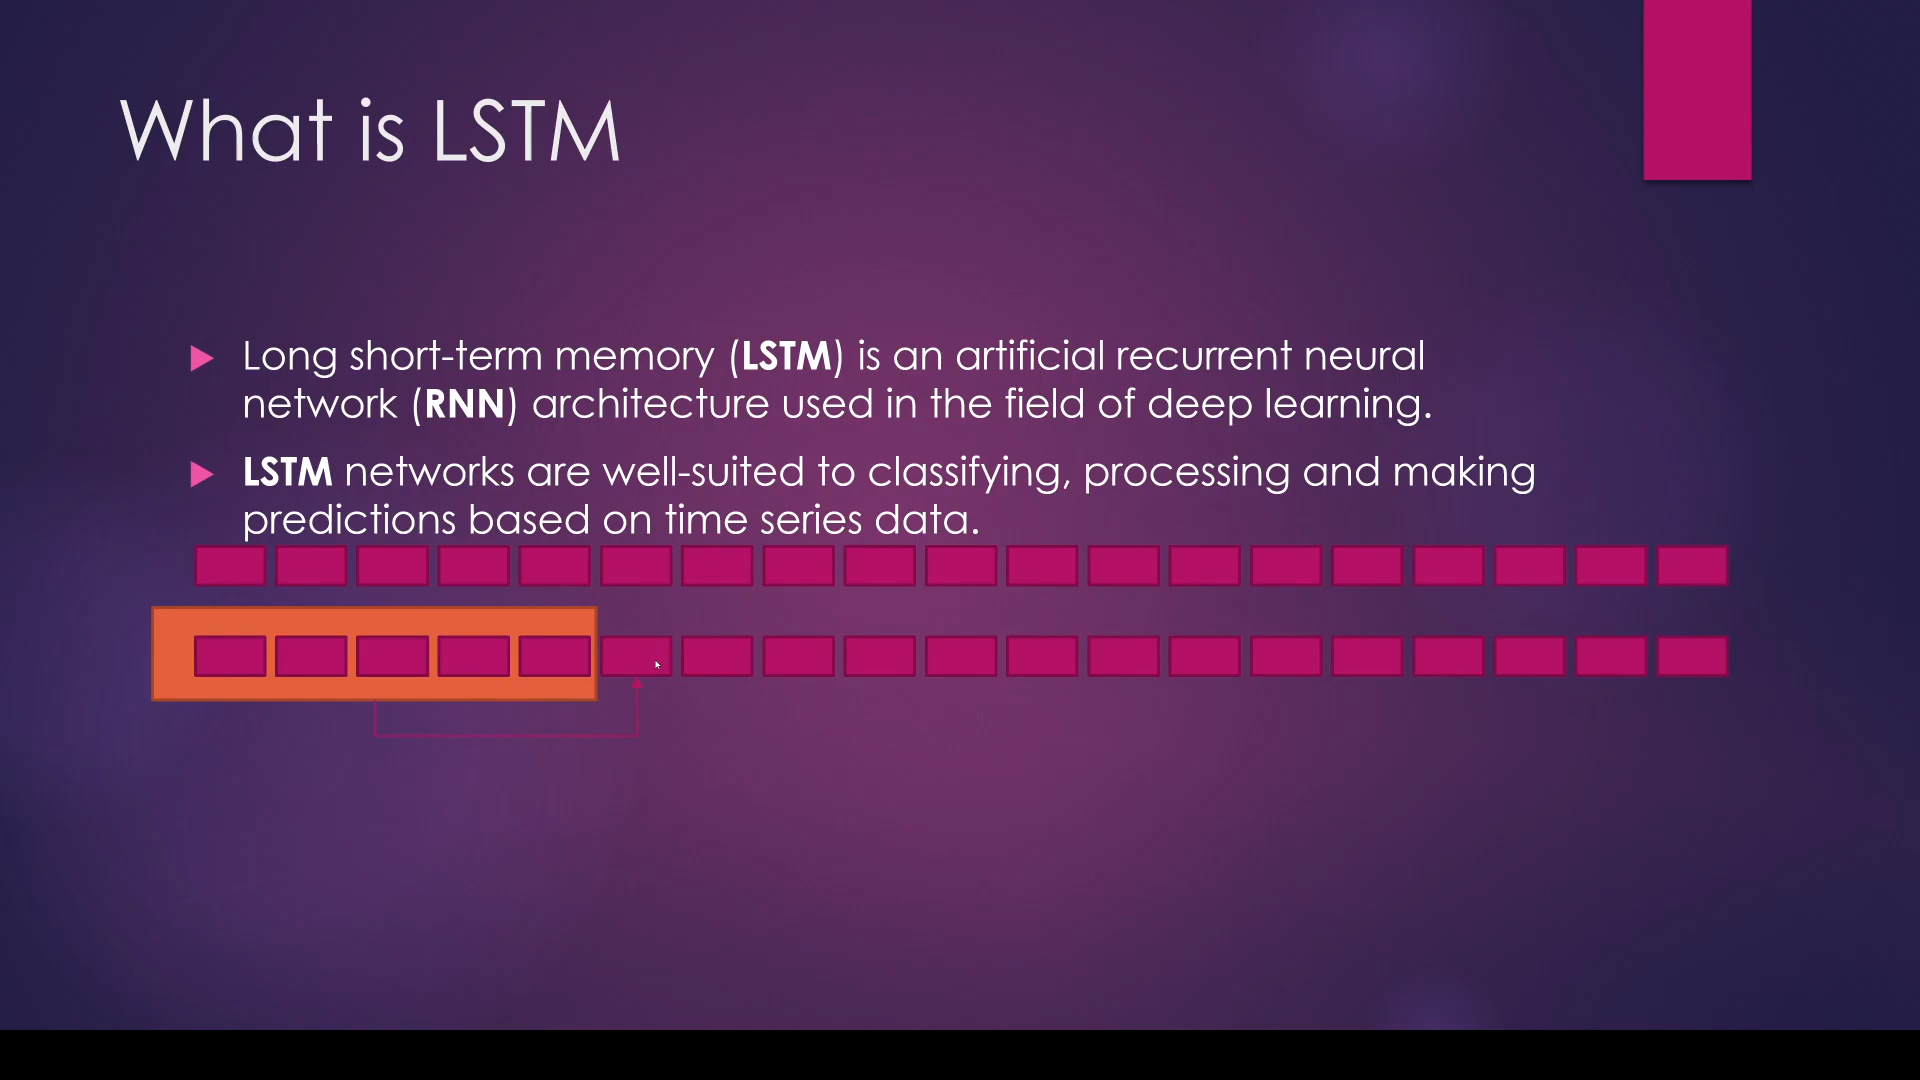 What is LSTM
Long short-term memory (LSTM) is an artificial recurrent neural
network (RNN) architecture used in the field of deep learning.
LSTM networks are well-suited to classifying, processing and making
predictions based on time series data.